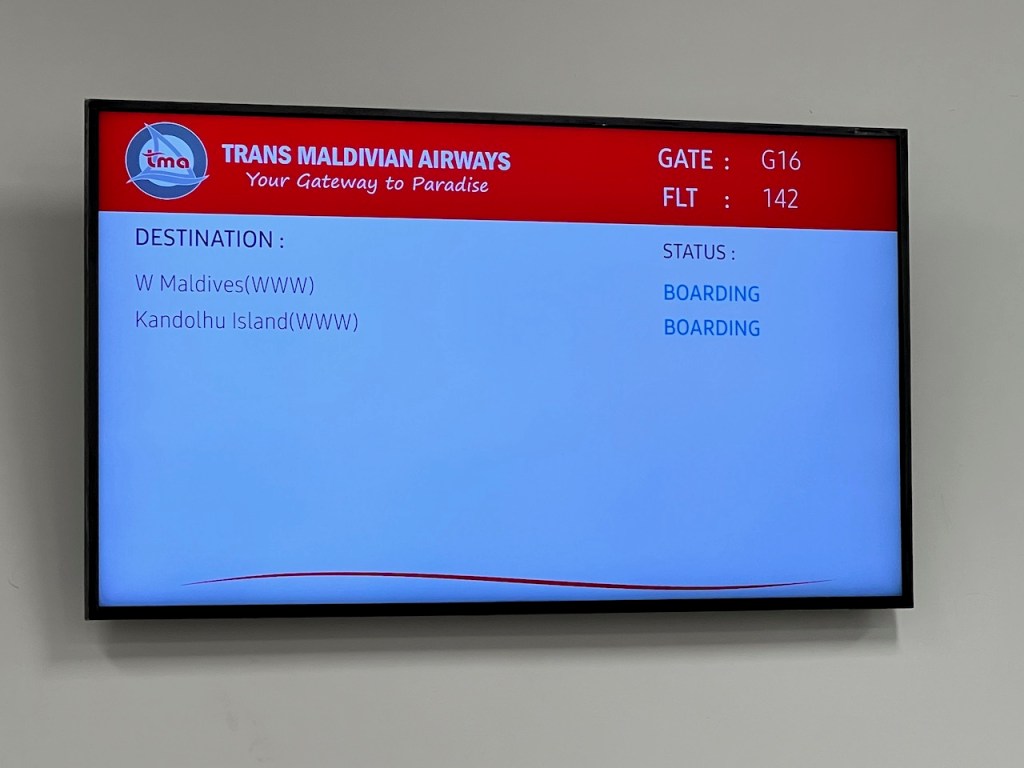 tma
TRANS MALDIVIAN AIRWAYS
Your Gateway to Paradise
GATE : G16
FLT : 142
DESTINATION :
STATUS :
W Maldives(WWW)
BOARDING
Kandolhu Island(WWW)
BOARDING